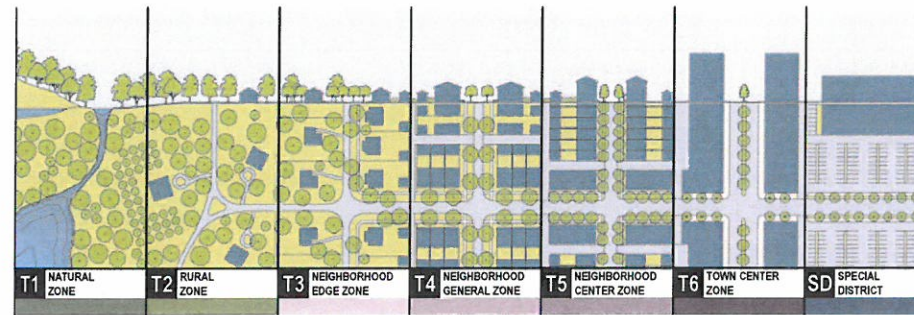 T1 NATURAL
ZONE
T2 RURAL
ZONE
T3 NEIGHBORHOOD
EDGE ZONE
T4 NEIGHBORHOOD
GENERAL ZONE
T5 NEIGHBORHOOD
CENTER ZONE
T6 TOWN CENTER
ZONE
SD SPECIAL
DISTRICT